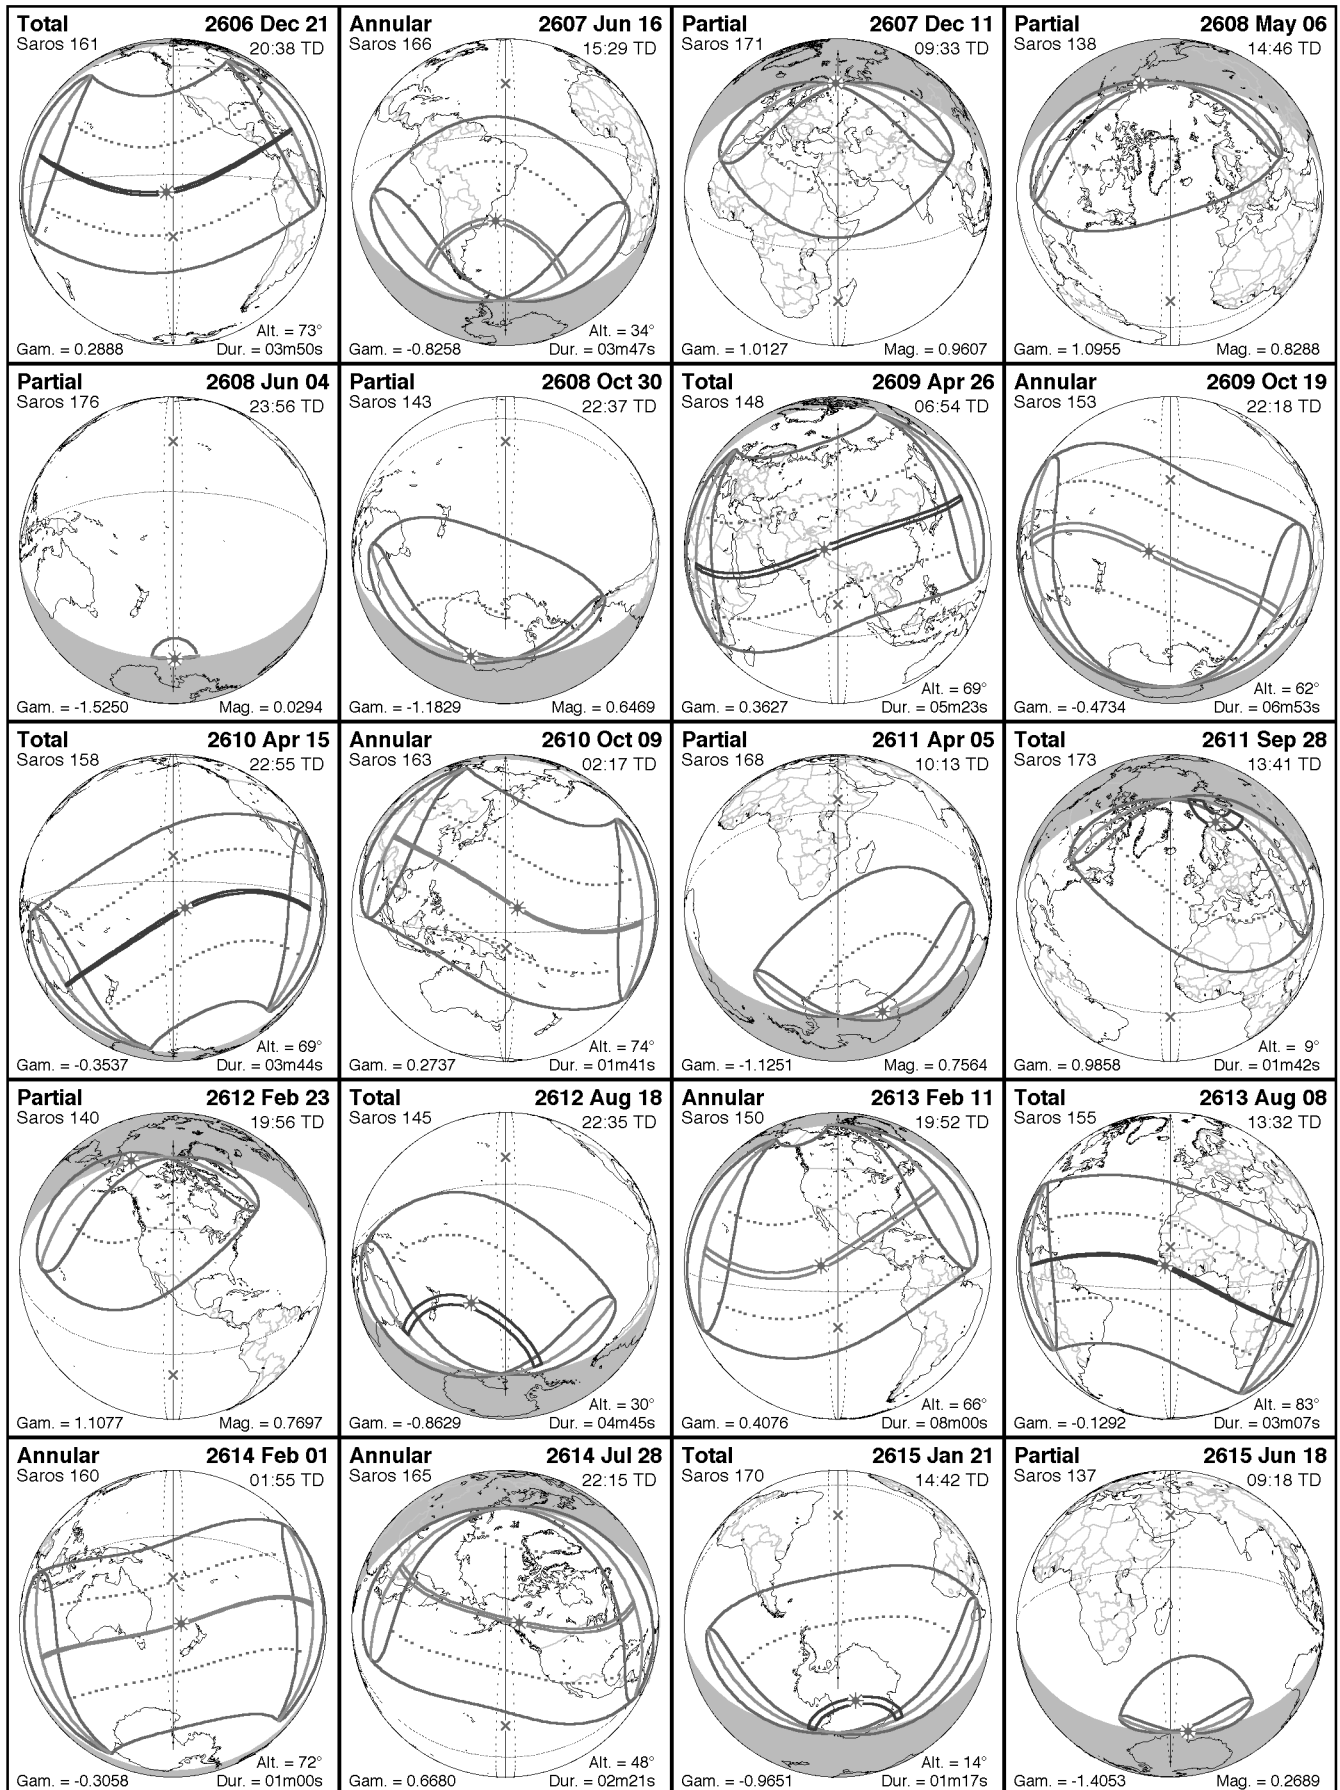 Total 2606 Dec 21
Saros 161 20:38 TD
Alt. = 73°
Gam. = 0.2888 Dur. = 03m50s
Annular 2607 Jun 16
Saros 166 15:29 TD
Alt. = 34°
Gam. = -0.8258 Dur. = 03m47s
Partial 2607 Dec 11
Saros 171 09:33 TD
Gam. = 1.0127 Mag. = 0.9607
Partial 2608 May 06
Saros 138 14:46 TD
Gam. = 1.0955 Mag. = 0.8288
Partial 2608 Jun 04
Saros 176 23:56 TD
Gam. = -1.5250 Mag. = 0.0294
Partial 2608 Oct 30
Saros 143 22:37 TD
Gam. = -1.1829 Mag. = 0.6469
Total 2609 Apr 26
Saros 148 06:54 TD
Alt. = 69°
Gam. = 0.3627 Dur. = 05m23s
Annular 2609 Oct 19
Saros 153 22:18 TD
Alt. = 62°
Gam. = -0.4734 Dur. = 06m53s
Total 2610 Apr 15
Saros 158 22:55 TD
Alt. = 69°
Gam. = -0.3537 Dur. = 03m44s
Annular 2610 Oct 09
Saros 163 02:17 TD
Alt. = 74°
Gam. = 0.2737 Dur. = 01m41s
Partial 2611 Apr 05
Saros 168 10:13 TD
Gam. = -1.1251 Mag. = 0.7564
Total 2611 Sep 28
Saros 173 13:41 TD
Alt. = 9°
Gam. = 0.9858 Dur. = 01m42s
Partial 2612 Feb 23
Saros 140 19:56 TD
Gam. = 1.1077 Mag. = 0.7697
Total 2612 Aug 18
Saros 145 22:35 TD
Alt. = 30°
Gam. = -0.8629 Dur. = 04m45s
Annular 2613 Feb 11
Saros 150 19:52 TD
Alt. = 66°
Gam. = 0.4076 Dur. = 08m00s
Total 2613 Aug 08
Saros 155 13:32 TD
Alt. = 83°
Gam. = -0.1292 Dur. = 03m07s
Annular 2614 Feb 01
Saros 160 01:55 TD
Alt. = 72°
Gam. = -0.3058 Dur. = 01m00s
Annular 2614 Jul 28
Saros 165 22:15 TD
Alt. = 48°
Gam. = 0.6680 Dur. = 02m21s
Total 2615 Jan 21
Saros 170 14:42 TD
Alt. = 14°
Gam. = -0.9651 Dur. = 01m17s
Partial 2615 Jun 18
Saros 137 09:18 TD
Gam. = -1.4053 Mag. = 0.2689